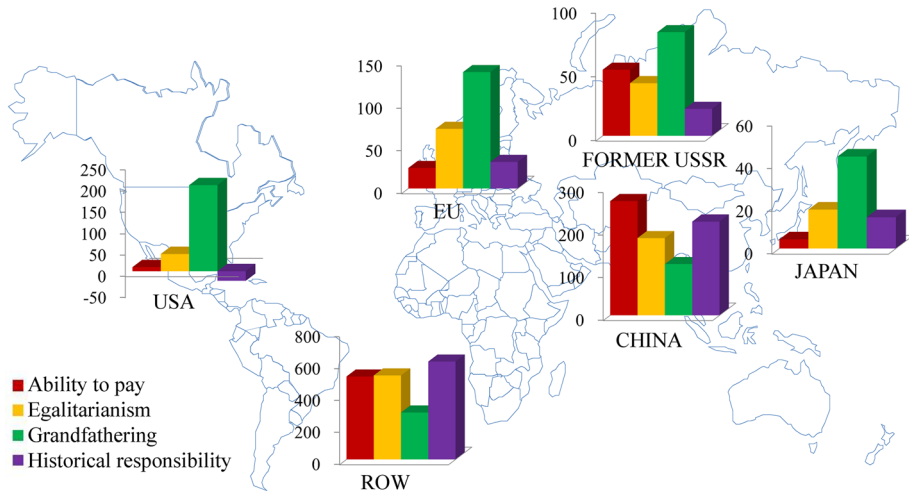 100
50
0
FORMER USSR
150
100
50
0
EU
60
40
20
0
JAPAN
250
200
150
100
50
0
-50
USA
300
200
100
0
CHINA
800
600
400
200
0
ROW
Ability to pay
Egalitarianism
Grandfathering
Historical responsibility